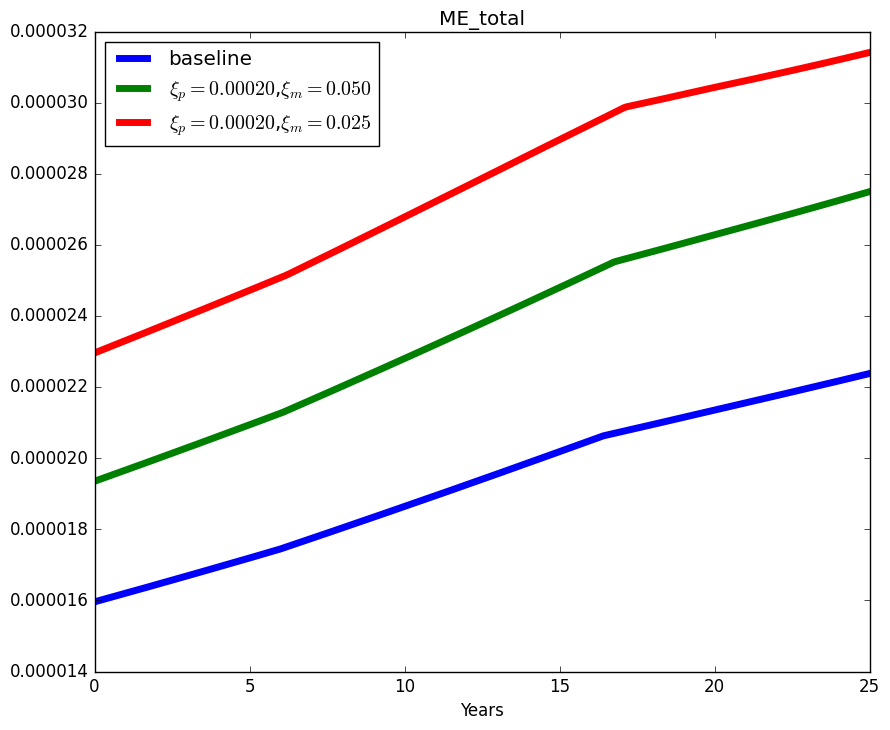 ME_total
0.000032
0.000030
0.000028
0.000026
0.000024
0.000022
0.000020
0.000018
0.000016
0.000014
baseline
ξₚ = 0.00020,ξₘ = 0.050
ξₚ = 0.00020,ξₘ = 0.025
0 5 10 15 20 25
Years